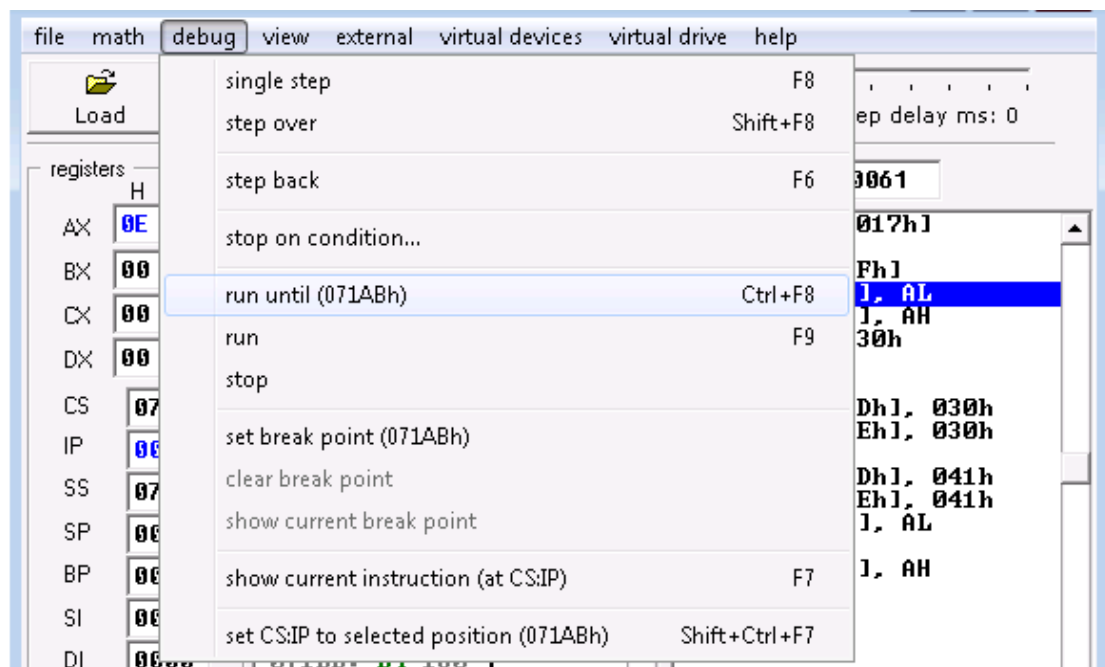 file math debug view external virtual devices virtual drive help
single step F8
Load
step over Shift+F8
ep delay ms: 0
registers
H
step back F6
0061
AX 0E
stop on condition...
017h]
BX 00
Fh]
run until (071ABh) Ctrl+F8
], AL
CX 00
], AH
run F9
30h
DX 00
stop
CS 07
Dh], 030h
IP 00
set break point (071ABh)
Eh], 030h
clear break point
Dh], 041h
SS 07
Eh], 041h
SP 00
show current break point
], AL
BP 00
show current instruction (at CS:IP) F7
], AH
SI 00
set CS:IP to selected position (071ABh) Shift+Ctrl+F7
DI 0000